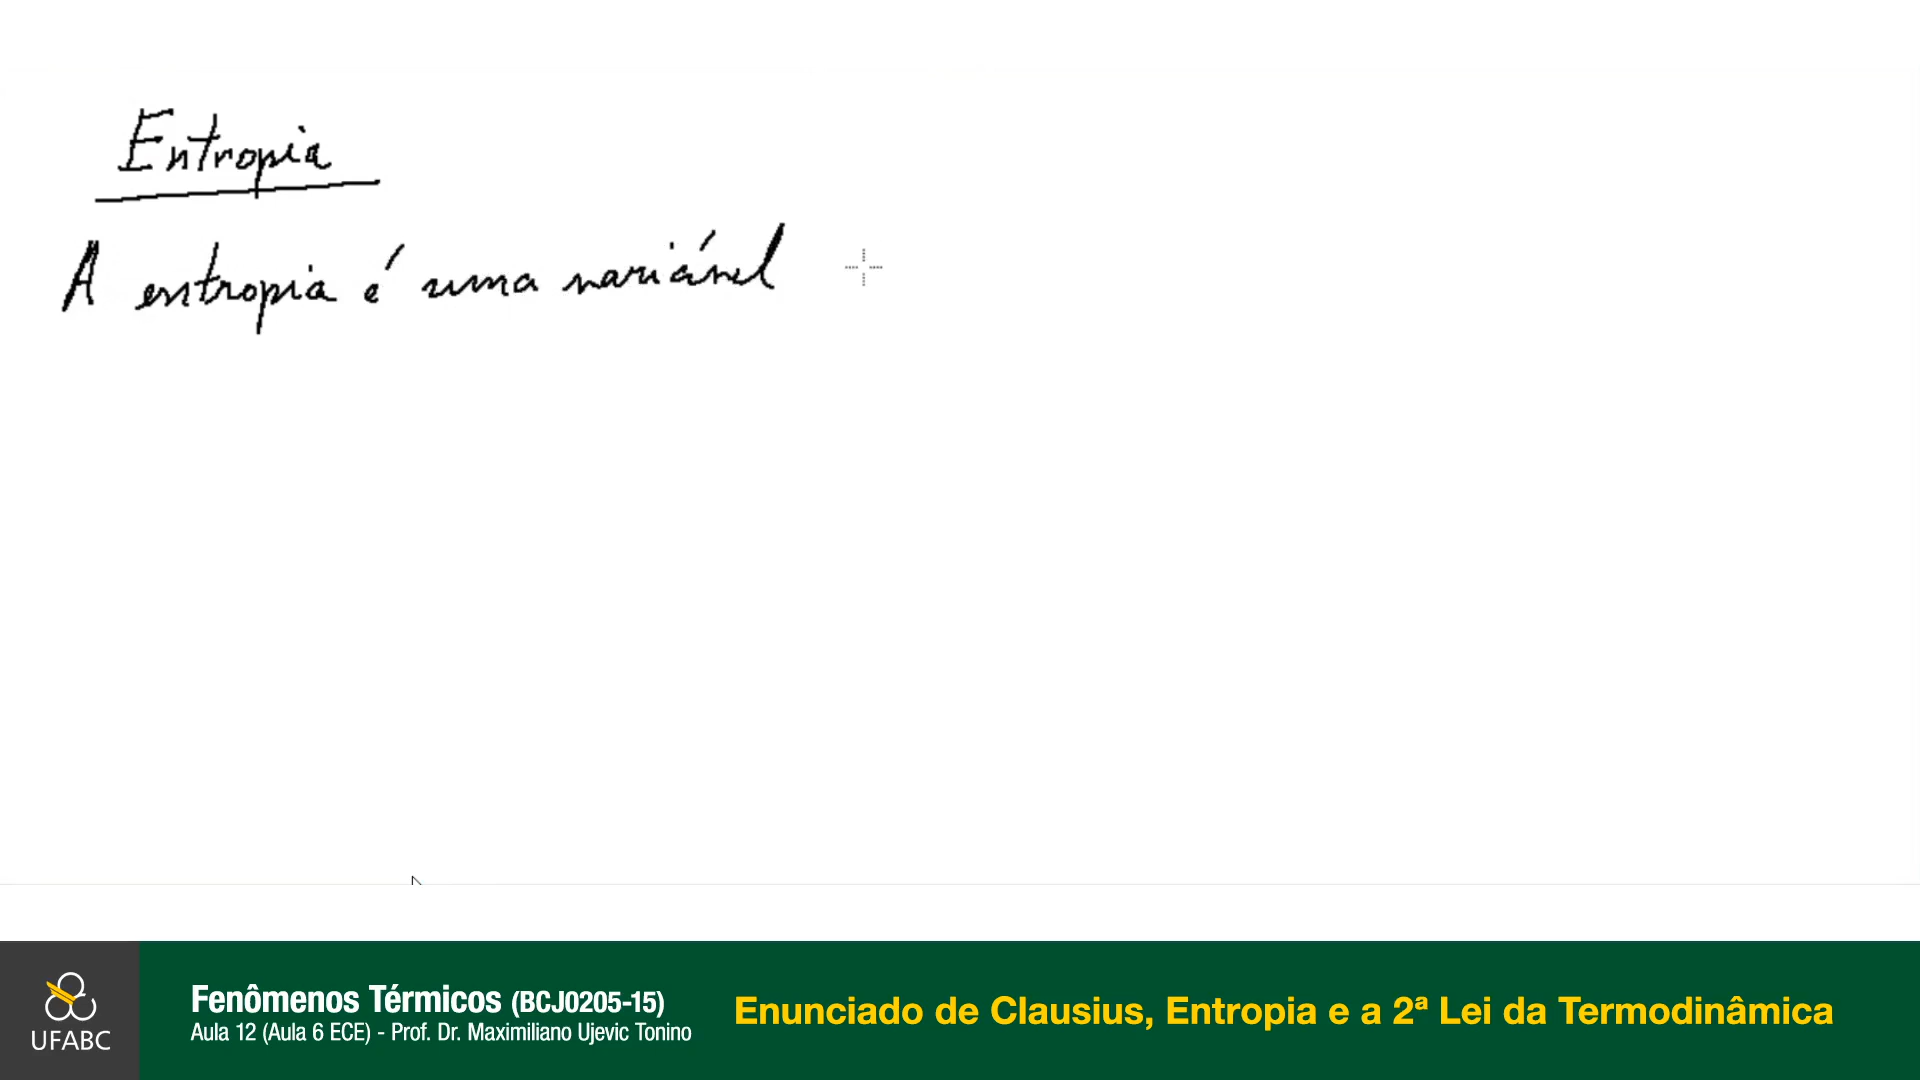 Entropia
A entropia é uma variável
UFABC
Fenômenos Térmicos (BCJ0205-15)
Aula 12 (Aula 6 ECE) - Prof. Dr. Maximiliano Ujevic Tonino
Enunciado de Clausius, Entropia e a 2ª Lei da Termodinâmica